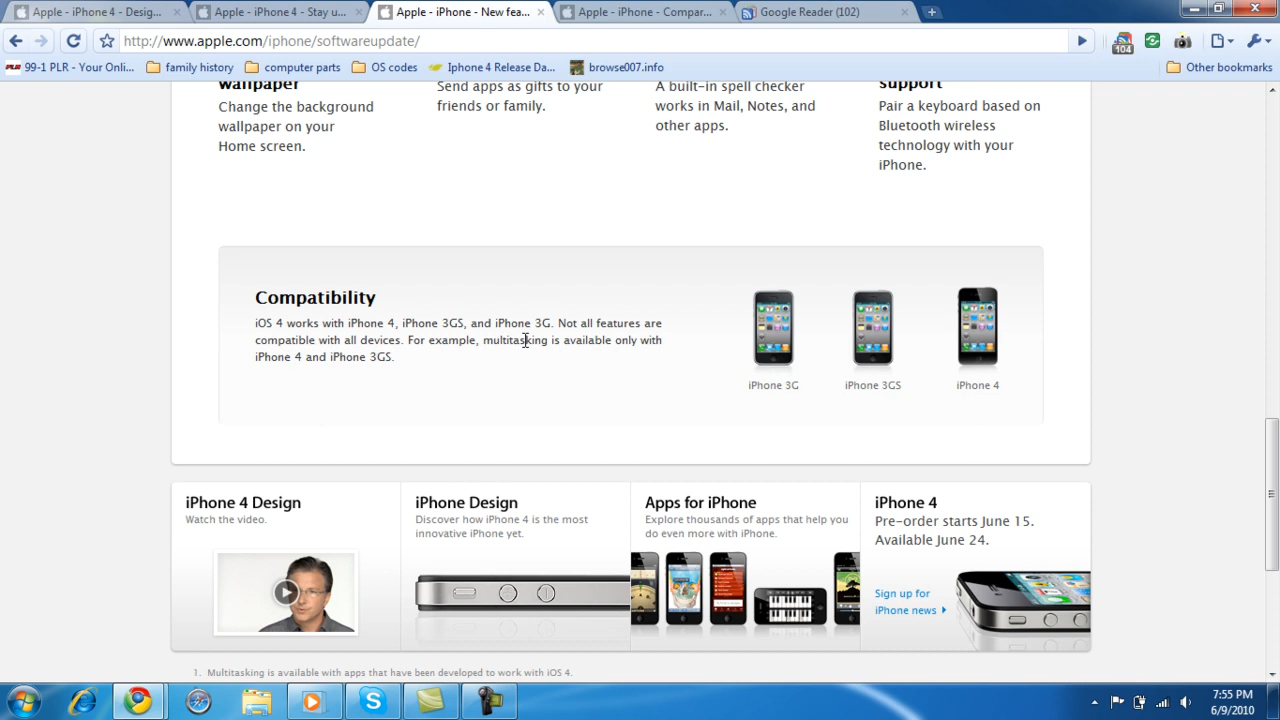 Apple - iPhone 4 - Desig...
Apple - iPhone 4 - Stay u...
Apple - iPhone - New fea...
Apple - iPhone - Compar...
Google Reader (102)
http://www.apple.com/iphone/softwareupdate/
104
99-1 PLR - Your Onli...
family history
computer parts
OS codes
Iphone 4 Release Da...
browse007.info
Other bookmarks
wallpaper
Change the background
wallpaper on your
Home screen.
Send apps as gifts to your
friends or family.
A built-in spell checker
works in Mail, Notes, and
other apps.
support
Pair a keyboard based on
Bluetooth wireless
technology with your
iPhone.
Compatibility
iOS 4 works with iPhone 4, iPhone 3GS, and iPhone 3G. Not all features are
compatible with all devices. For example, multitasking is available only with
iPhone 4 and iPhone 3GS.
iPhone 3G
iPhone 3GS
iPhone 4
iPhone 4 Design
Watch the video.
iPhone Design
Discover how iPhone 4 is the most
innovative iPhone yet.
Apps for iPhone
Explore thousands of apps that help you
do even more with iPhone.
iPhone 4
Pre-order starts June 15.
Available June 24.
Sign up for
iPhone news
1. Multitasking is available with apps that have been developed to work with iOS 4.
7:55 PM
6/9/2010